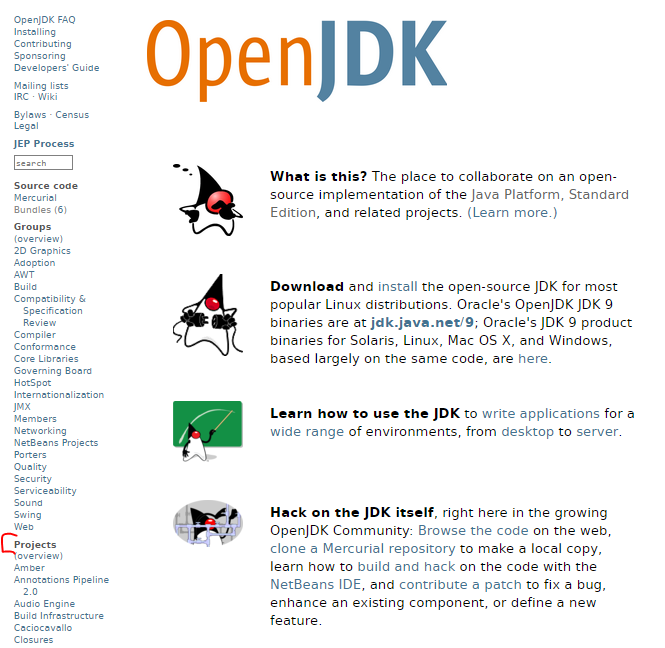 OpenJDK FAQ
Installing
Contributing
Sponsoring
Developers' Guide
Mailing lists
IRC · Wiki
Bylaws · Census
Legal
JEP Process
search
Source code
Mercurial
Bundles (6)
Groups
(overview)
2D Graphics
Adoption
AWT
Build
Compatibility &
Specification
Review
Compiler
Conformance
Core Libraries
Governing Board
HotSpot
Internationalization
JMX
Members
Networking
NetBeans Projects
Porters
Quality
Security
Serviceability
Sound
Swing
Web
Projects
(overview)
Amber
Annotations Pipeline
2.0
Audio Engine
Build Infrastructure
Caciocavallo
Closures
OpenJDK
What is this? The place to collaborate on an open-
source implementation of the Java Platform, Standard
Edition, and related projects. (Learn more.)
Download and install the open-source JDK for most
popular Linux distributions. Oracle's OpenJDK JDK 9
binaries are at jdk.java.net/9; Oracle's JDK 9 product
binaries for Solaris, Linux, Mac OS X, and Windows,
based largely on the same code, are here.
Learn how to use the JDK to write applications for a
wide range of environments, from desktop to server.
Hack on the JDK itself, right here in the growing
OpenJDK Community: Browse the code on the web,
clone a Mercurial repository to make a local copy,
learn how to build and hack on the code with the
NetBeans IDE, and contribute a patch to fix a bug,
enhance an existing component, or define a new
feature.